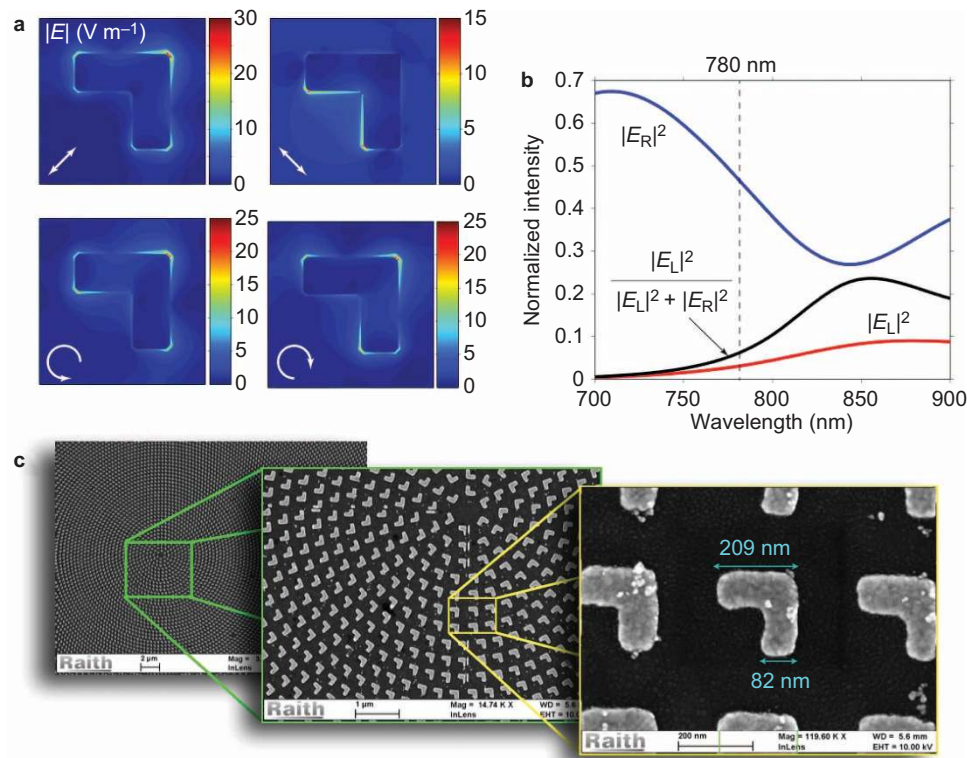 a
|E| (V m⁻¹)
30
20
10
0
15
10
5
0
25
20
15
10
5
0
25
20
15
10
5
0
b
780 nm
0.7
0.6
0.5
0.4
0.3
0.2
0.1
0
Normalized intensity
|E_R|²
|E_L|²
|E_L|² + |E_R|²
|E_L|²
700
750
800
850
900
Wavelength (nm)
c
Raith
2 µm
Mag =
InLens
Raith
1 µm
Mag = 14.74 K X
WD = 5.6
InLens
EHT = 10.0
209 nm
82 nm
Raith
200 nm
Mag = 119.60 K X
WD = 5.6 mm
InLens
EHT = 10.00 kV